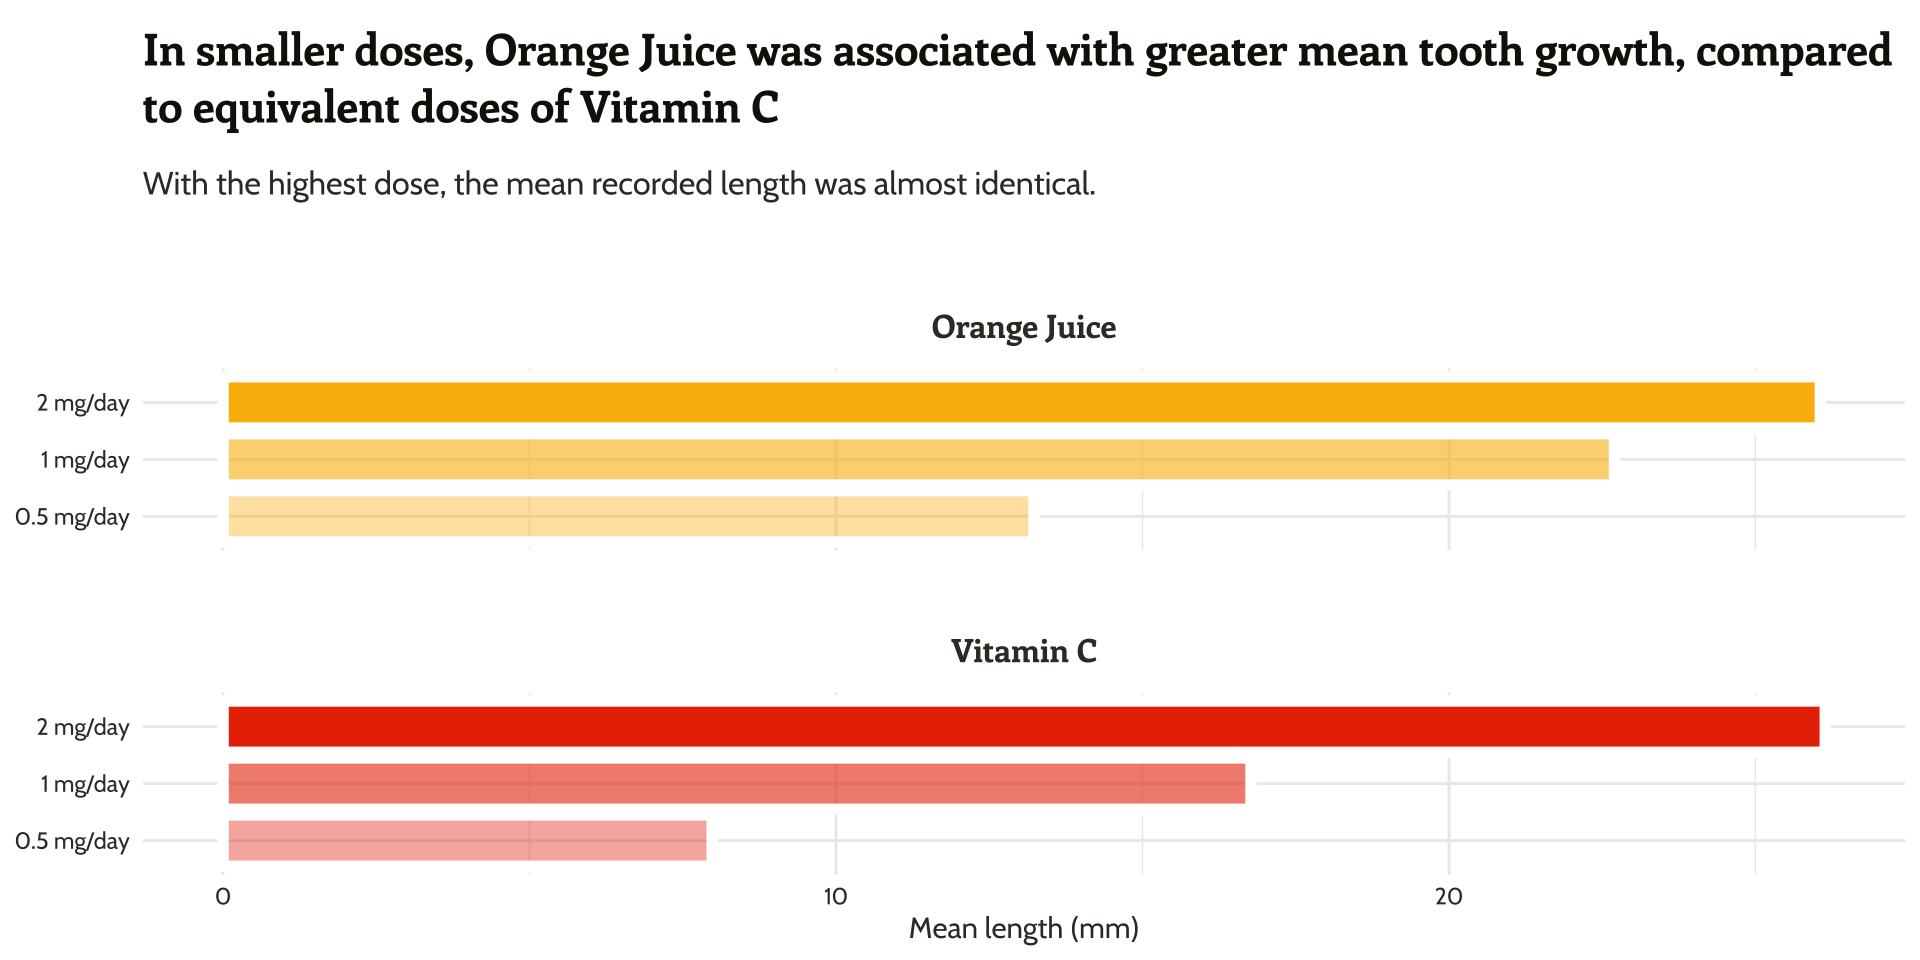 In smaller doses, Orange Juice was associated with greater mean tooth growth, compared
to equivalent doses of Vitamin C
With the highest dose, the mean recorded length was almost identical.
Orange Juice
2 mg/day
1 mg/day
0.5 mg/day
Vitamin C
2 mg/day
1 mg/day
0.5 mg/day
0 10 20
Mean length (mm)